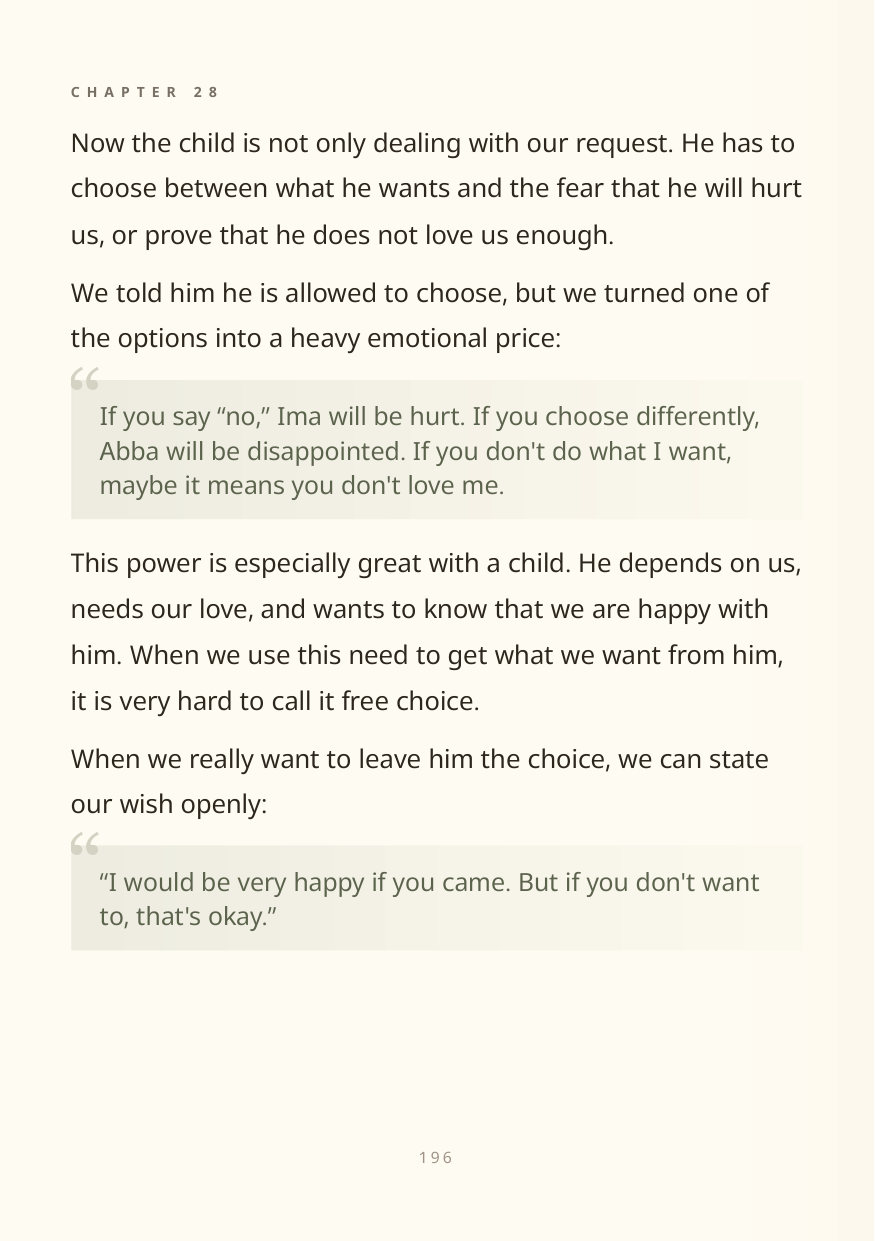 CHAPTER 28
Now the child is not only dealing with our request. He has to
choose between what he wants and the fear that he will hurt
us, or prove that he does not love us enough.
We told him he is allowed to choose, but we turned one of
the options into a heavy emotional price:
“
If you say “no,” Ima will be hurt. If you choose differently,
Abba will be disappointed. If you don't do what I want,
maybe it means you don't love me.
This power is especially great with a child. He depends on us,
needs our love, and wants to know that we are happy with
him. When we use this need to get what we want from him,
it is very hard to call it free choice.
When we really want to leave him the choice, we can state
our wish openly:
“
“I would be very happy if you came. But if you don't want
to, that's okay.”
196